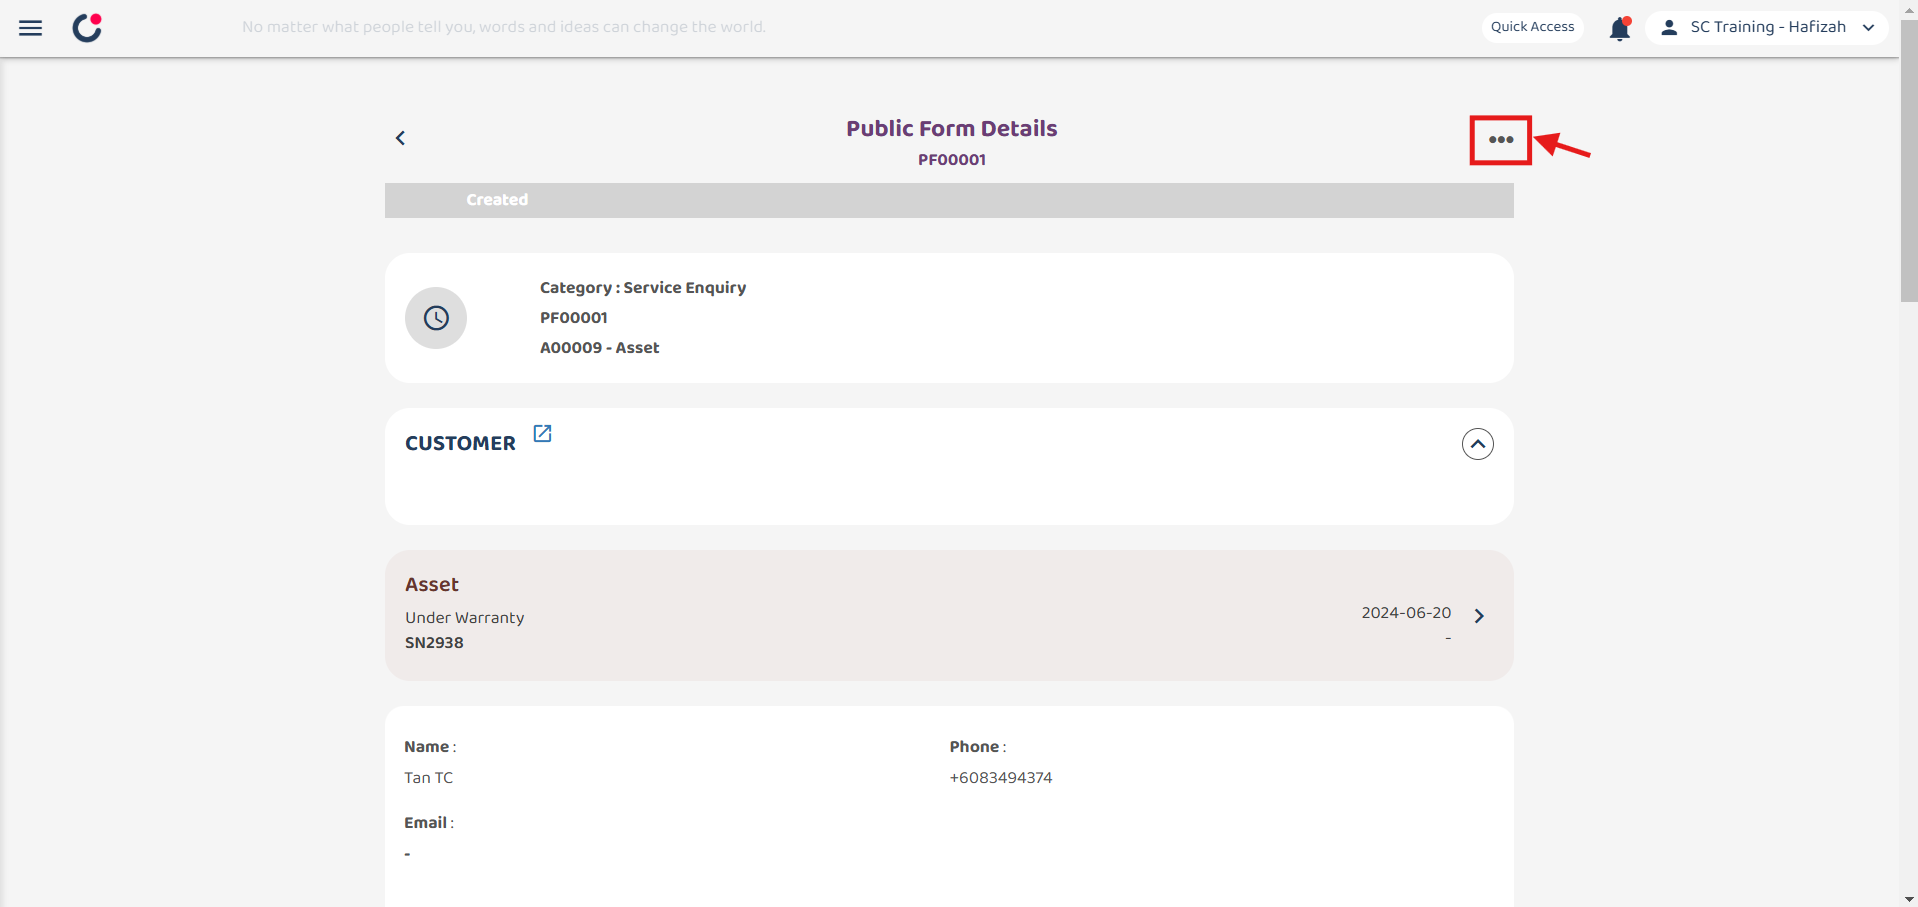 No matter what people tell you, words and ideas can change the world.
Quick Access
SC Training - Hafizah
Public Form Details
PF00001
Created
Category : Service Enquiry
PF00001
A00009 - Asset
CUSTOMER
Asset
Under Warranty
2024-06-20
SN2938
-
Name :
Phone :
Tan TC
+6083494374
Email :
-